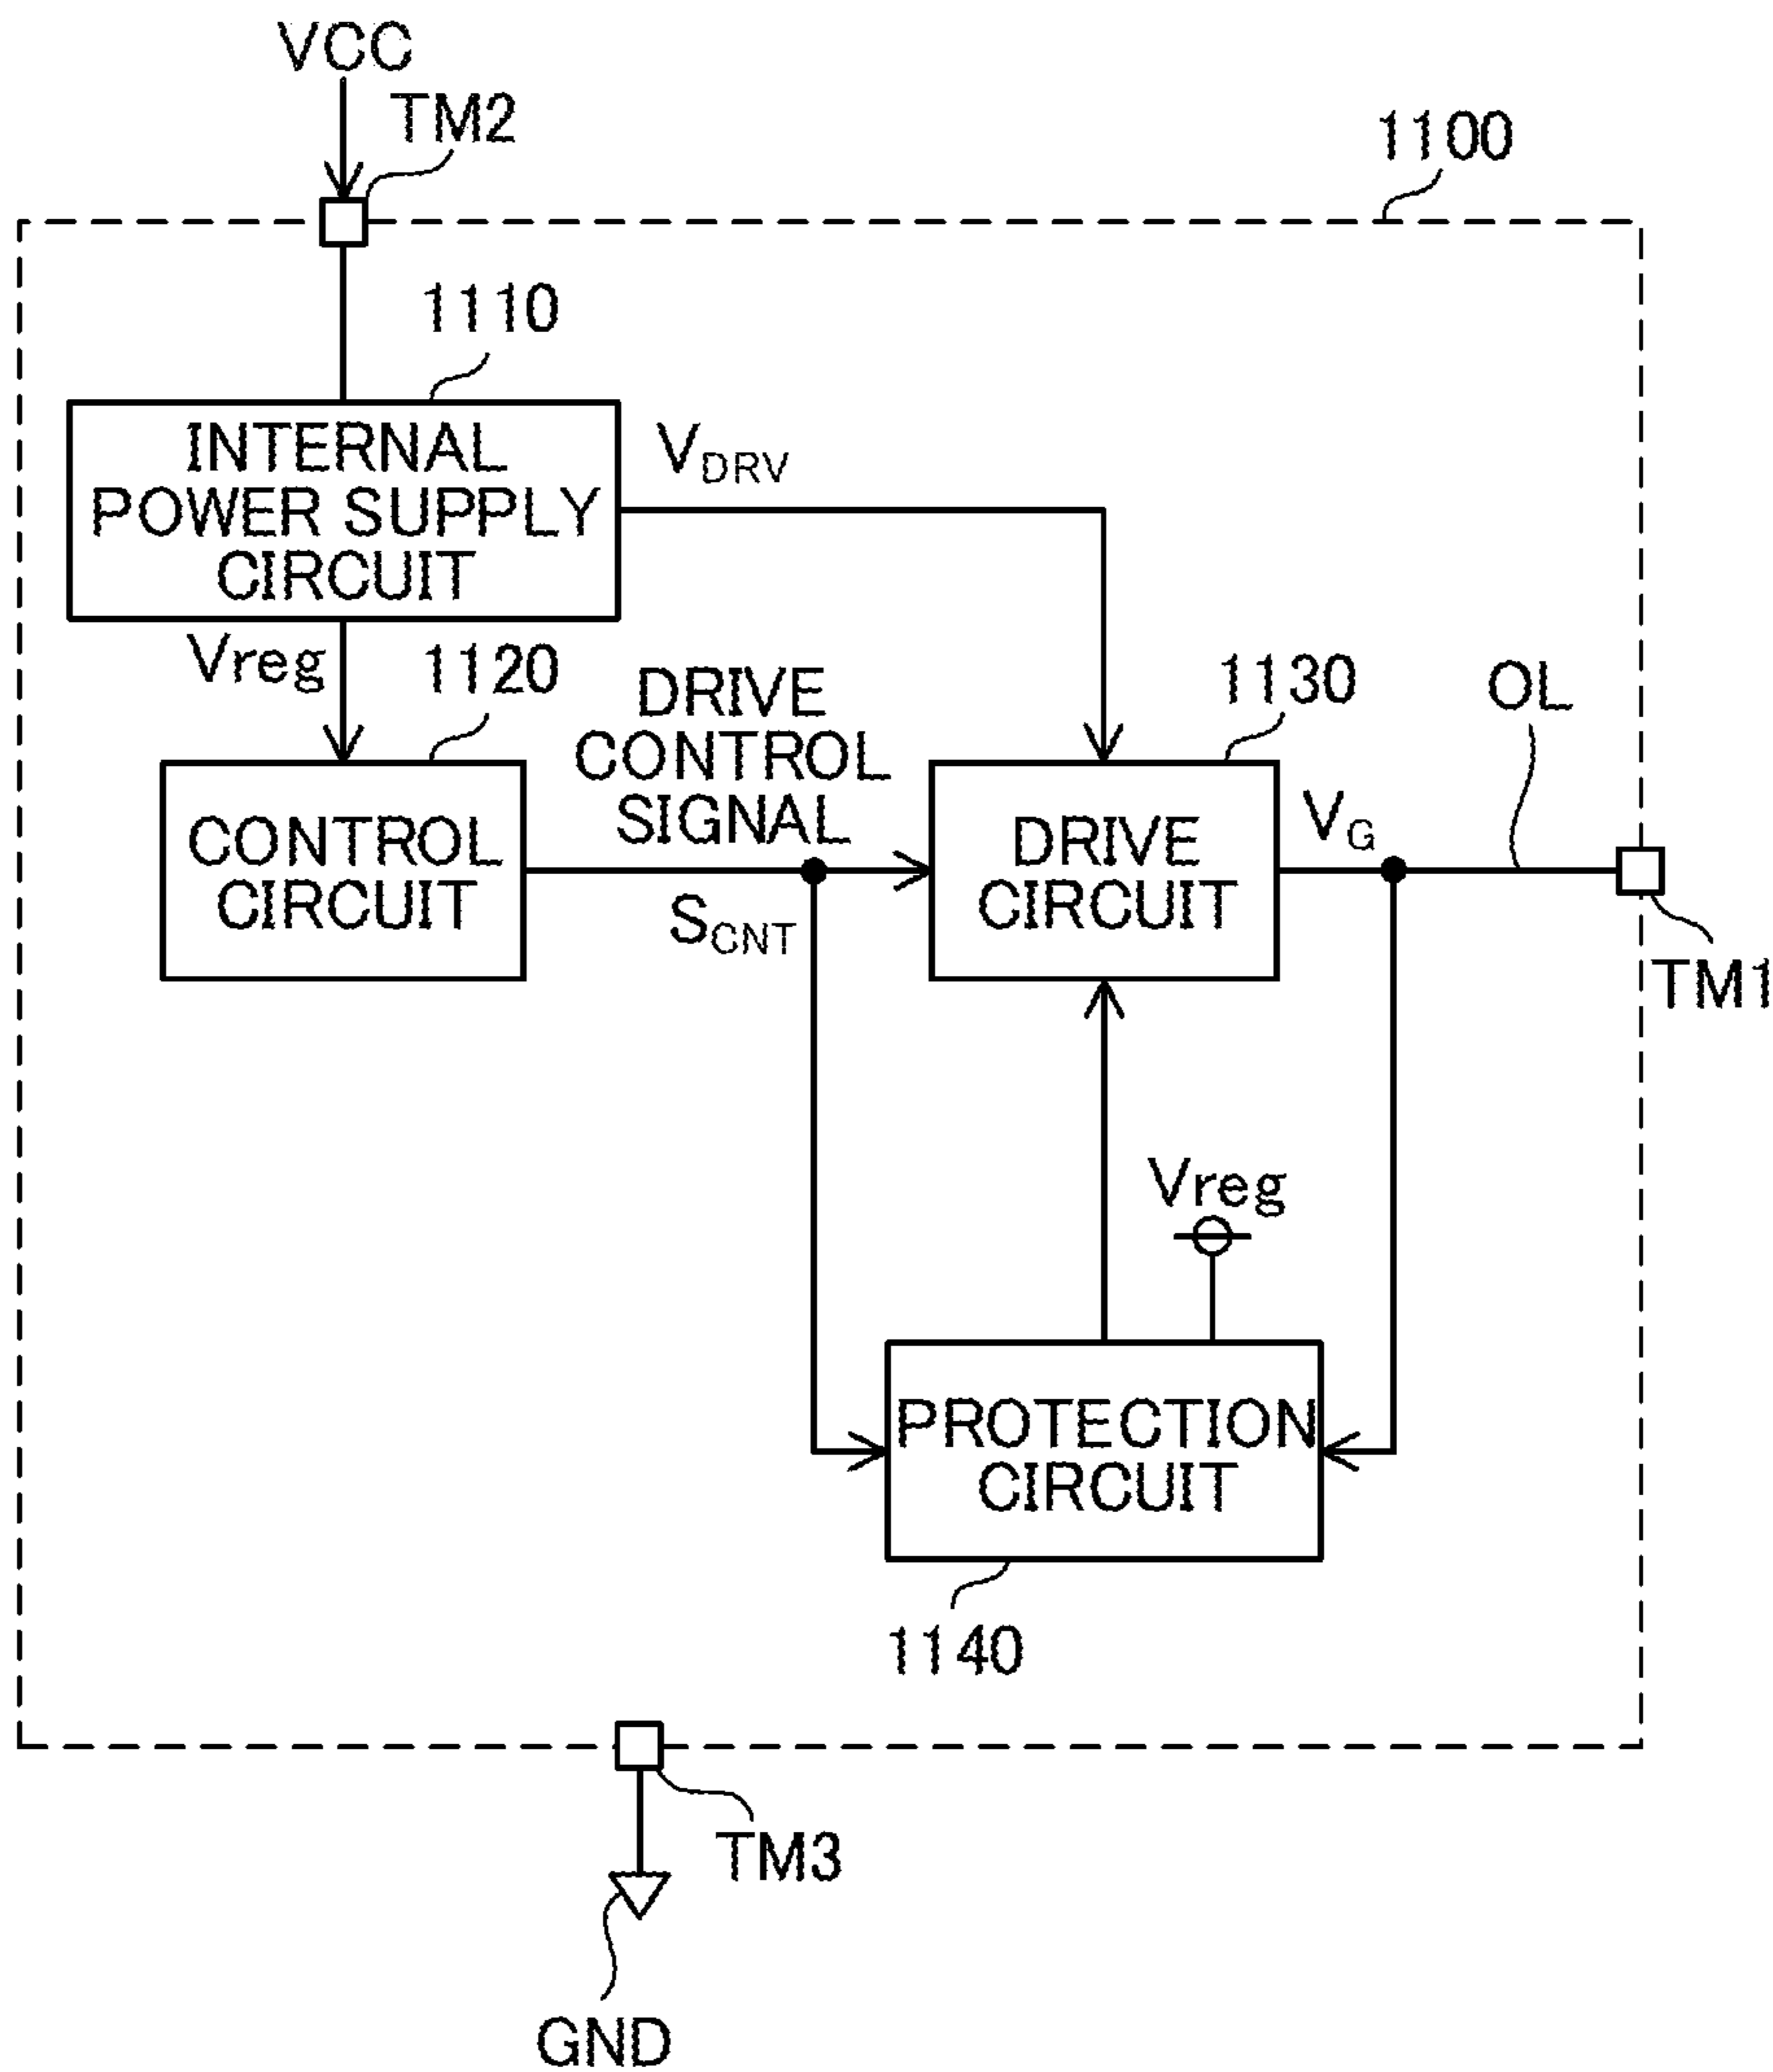 VCC
TM2
1100
1110
INTERNAL
POWER SUPPLY
CIRCUIT
VDRV
Vreg
1120
DRIVE
CONTROL
SIGNAL
1130
OL
CONTROL
CIRCUIT
SCNT
DRIVE
CIRCUIT
VG
TM1
Vreg
PROTECTION
CIRCUIT
1140
TM3
GND